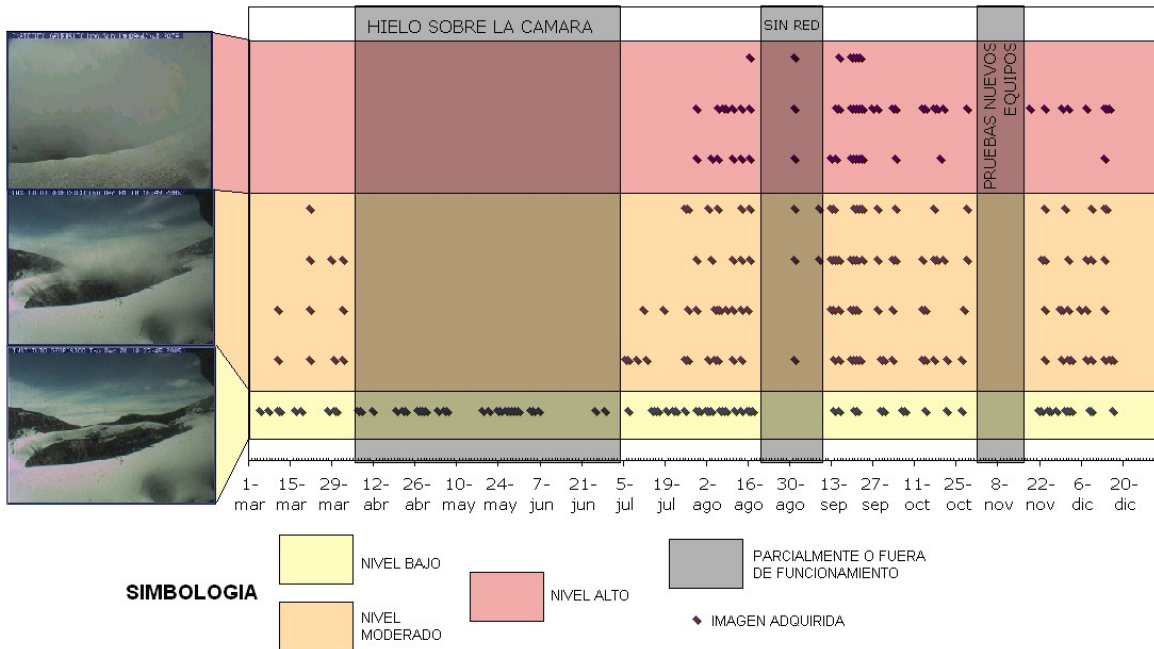 HIELO SOBRE LA CAMARA
SIN RED
PRUEBAS NUEVOS
EQUIPOS
1-
mar
15-
mar
29-
mar
12-
abr
26-
abr
10-
may
24-
may
7-
jun
21-
jun
5-
jul
19-
jul
2-
ago
16-
ago
30-
ago
13-
sep
27-
sep
11-
oct
25-
oct
8-
nov
22-
nov
6-
dic
20-
dic
SIMBOLOGIA
NIVEL BAJO
NIVEL
MODERADO
NIVEL ALTO
PARCIALMENTE O FUERA
DE FUNCIONAMIENTO
IMAGEN ADQUIRIDA